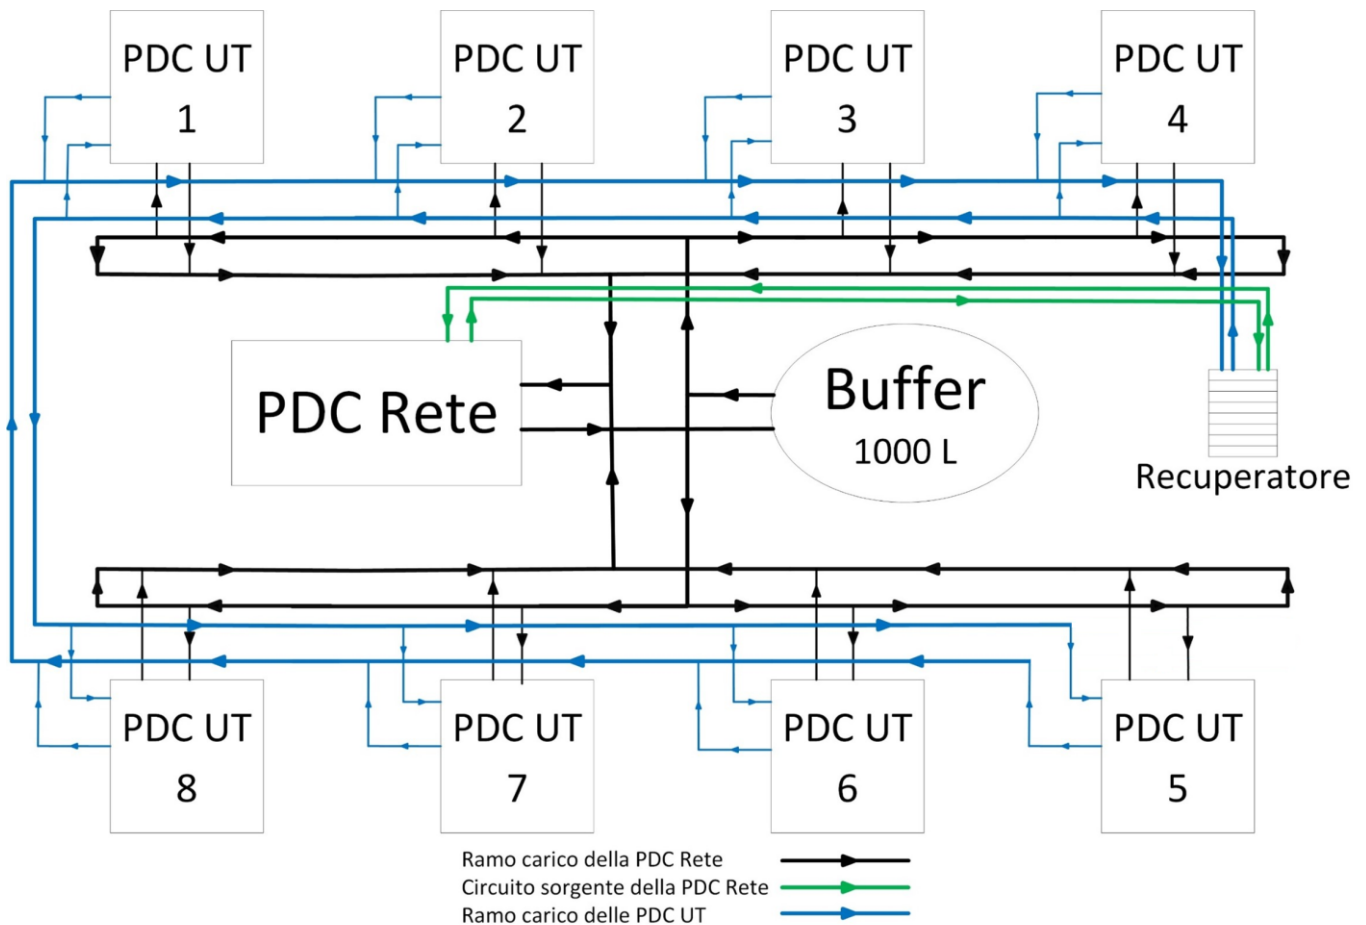 PDC UT
1
PDC UT
2
PDC UT
3
PDC UT
4
PDC Rete
Buffer
1000 L
Recuperatore
PDC UT
8
PDC UT
7
PDC UT
6
PDC UT
5
Ramo carico della PDC Rete
Circuito sorgente della PDC Rete
Ramo carico delle PDC UT